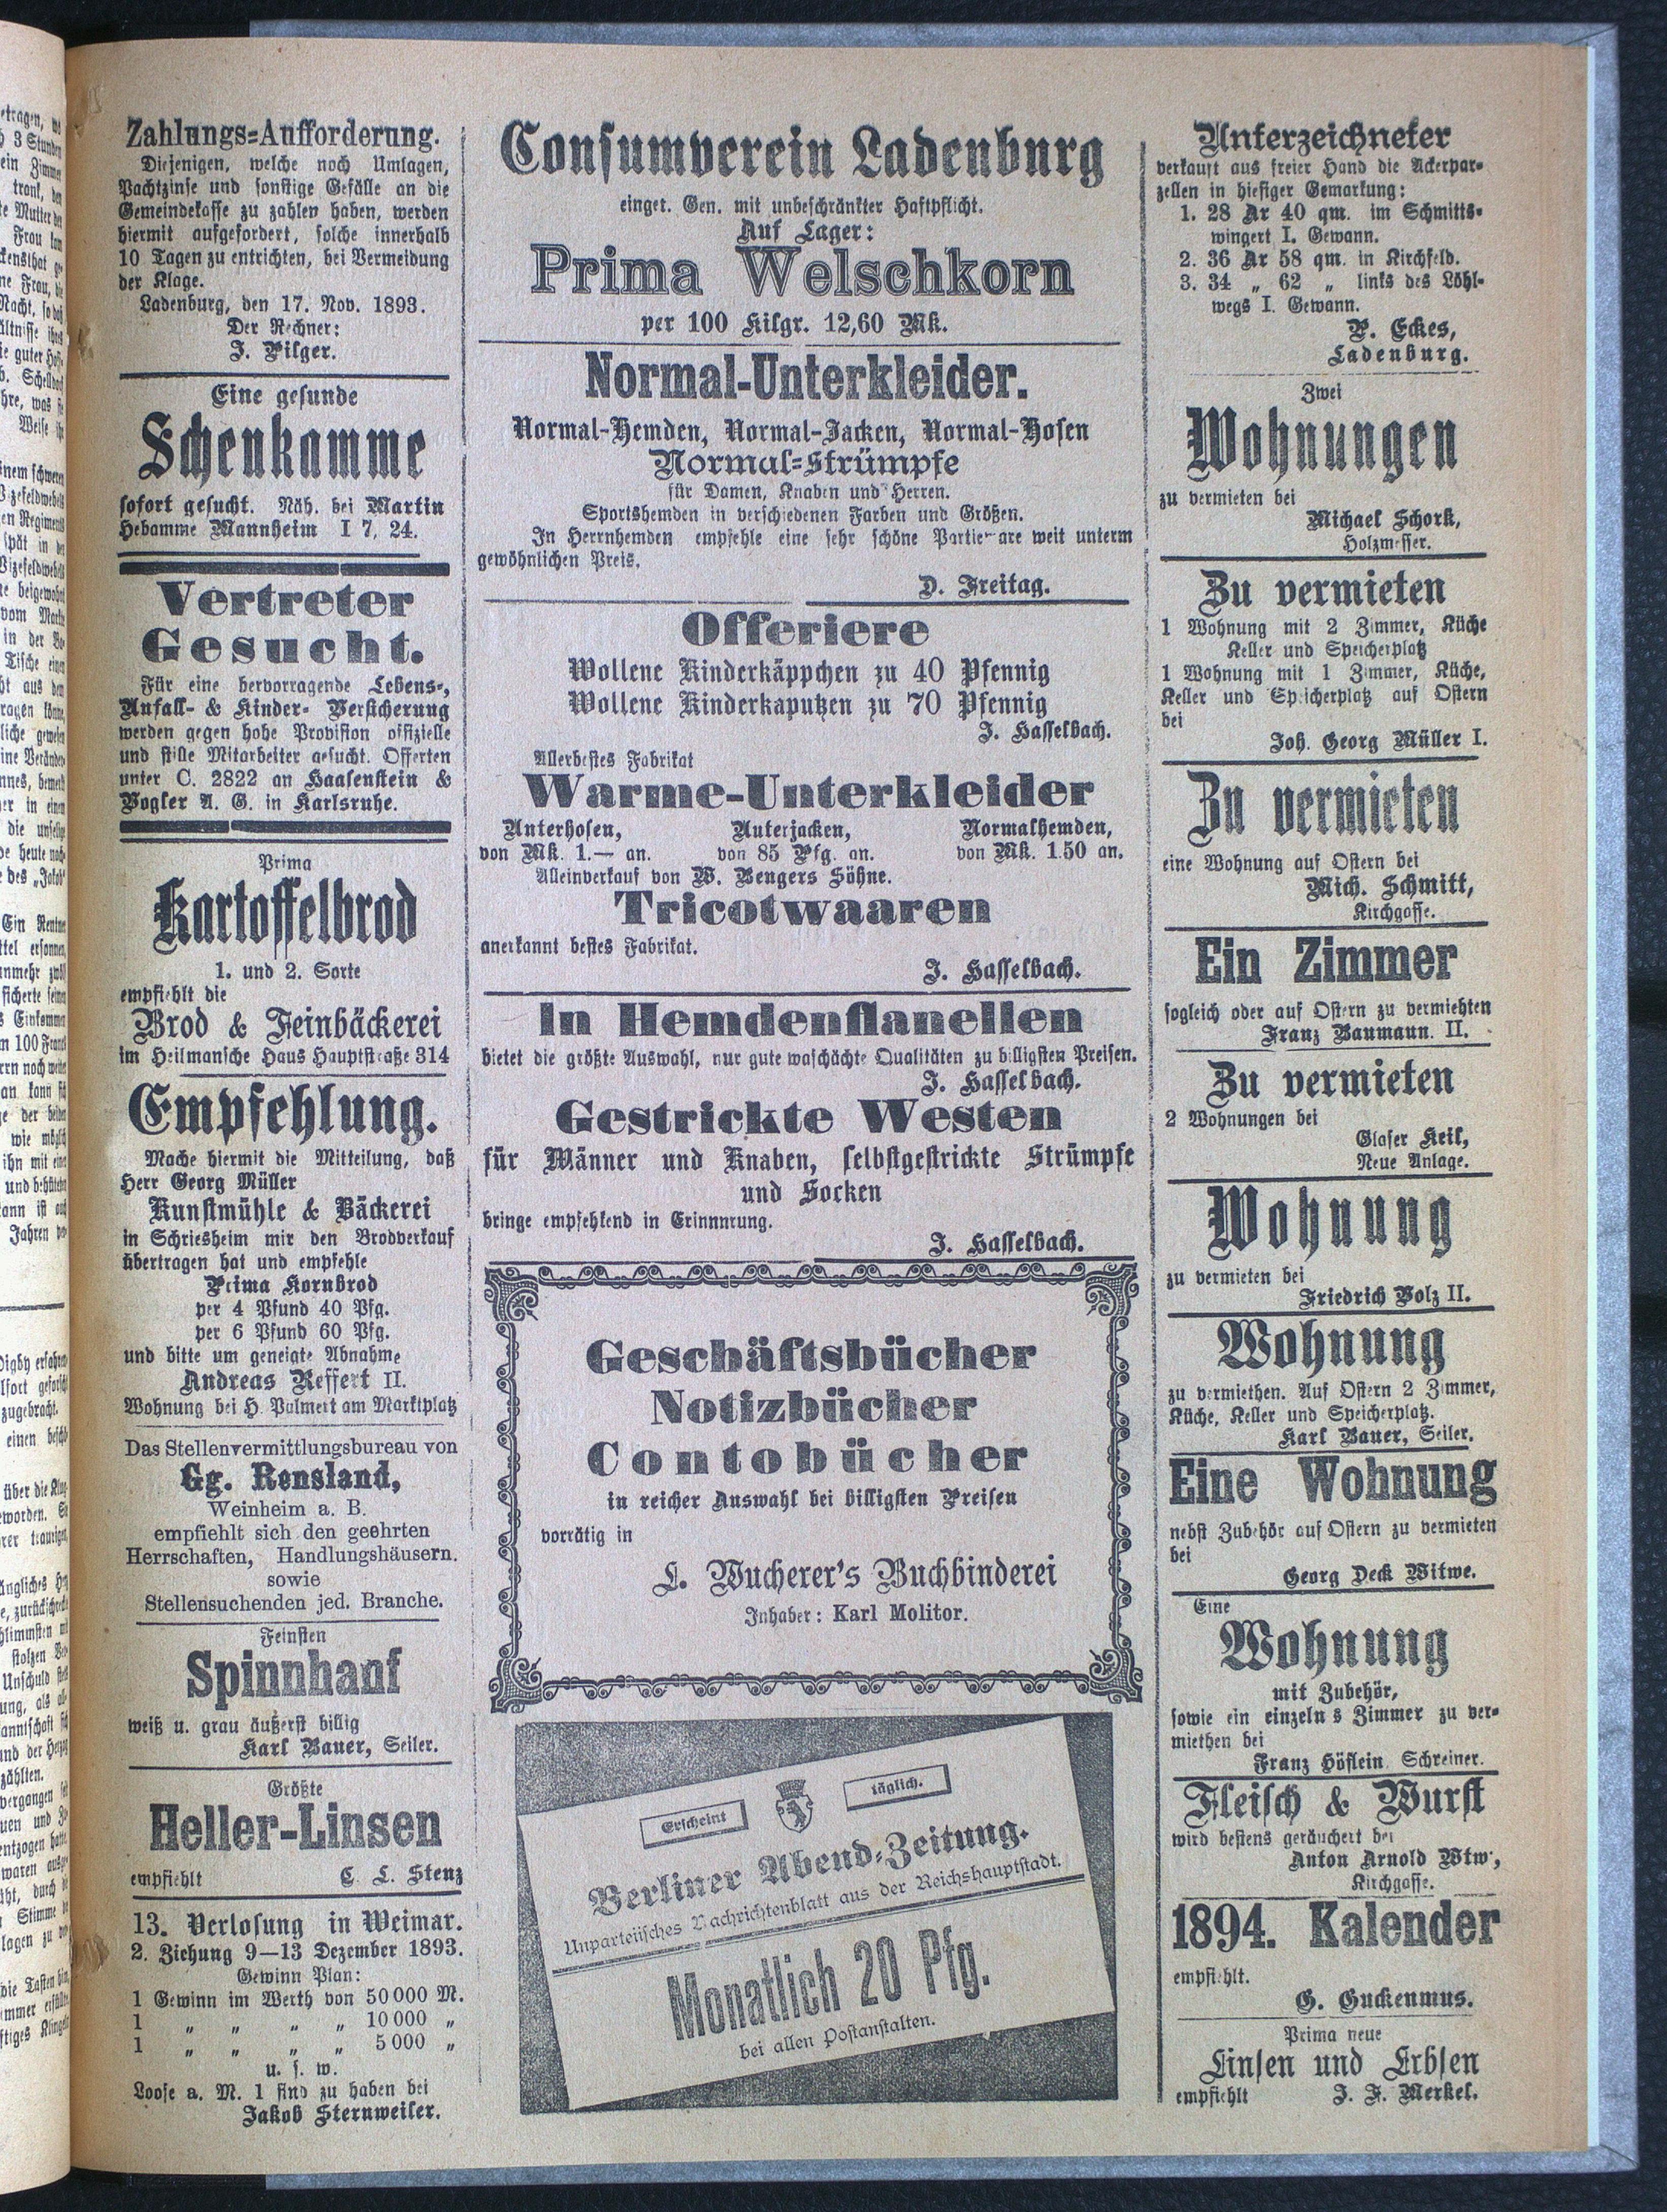 Zahlungs=Aufforderung.
Diejenigen, welche noch Umlagen,
Pachtzinse und sonstige Gefälle an die
Gemeindekasse zu zahlen haben, werden
hiermit aufgefordert, solche innerhalb
10 Tagen zu entrichten, bei Vermeidung
der Klage.
Ladenburg, den 17. Nov. 1893.
Der Rechner:
J. Pilger.
Eine gesunde
Schenkamme
sofort gesucht. Näh. bei Martin
Hebamme Mannheim I 7, 24.
Vertreter
Gesucht.
Für eine hervorragende Lebens-,
Unfall- & Kinder- Versicherung
werden gegen hohe Provision offizielle
und stille Mitarbeiter gesucht. Offerten
unter C. 2822 an Haasenstein &
Vogler A. G. in Karlsruhe.
Prima
Kartoffelbrod
1. und 2. Sorte
empfiehlt die
Brod & Feinbäckerei
im Heilmansche Haus Hauptstraße 314
Empfehlung.
Mache hiermit die Mitteilung, daß
Herr Georg Müller
Kunstmühle & Bäckerei
in Schriesheim mir den Brodverkauf
übertragen hat und empfehle
Prima Kornbrod
per 4 Pfund 40 Pfg.
per 6 Pfund 60 Pfg.
und bitte um geneigte Abnahme
Andreas Reffert II.
Wohnung bei H. Palmert am Marktplatz
Das Stellenvermittlungsbureau von
Gg. Rensland,
Weinheim a. B.
empfiehlt sich den geehrten
Herrschaften, Handlungshäusern.
sowie
Stellensuchenden jed. Branche.
Feinsten
Spinnhanf
weiß u. grau äußerst billig
Karl Bauer, Seiler.
Größte
Heller-Linsen
empfiehlt C. L. Stenz
13. Verlosung in Weimar.
2. Ziehung 9—13 Dezember 1893.
Gewinn Plan:
1 Gewinn im Werth von 50000 M.
1 „ „ „ „ 10000 „
1 „ „ „ „ 5000 „
u. s. w.
Loose a. M. 1 sind zu haben bei
Jakob Sternweiler.
Consumverein Ladenburg
einget. Gen. mit unbeschränkter Haftpflicht.
Auf Lager:
Prima Welschkorn
per 100 Kilgr. 12,60 Mk.
Normal-Unterkleider.
Normal-Hemden, Normal-Jacken, Normal-Hosen
Normal=Strümpfe
für Damen, Knaben und Herren.
Sportshemden in verschiedenen Farben und Größen.
In Herrnhemden empfehle eine sehr schöne weit unterm
gewöhnlichen Preis.
D. Freitag.
Offeriere
Wollene Kinderkäppchen zu 40 Pfennig
Wollene Kinderkaputzen zu 70 Pfennig
J. Hasselbach.
Allerbestes Fabrikat
Warme-Unterkleider
Unterhosen, Unterjacken, Normalhemden,
von Mk. 1.— an. von 85 Pfg. an. von Mk. 1.50 an.
Alleinverkauf von W. Bengers Söhne.
Tricotwaaren
anerkannt bestes Fabrikat.
J. Hasselbach.
In Hemdenflanellen
bietet die größte Auswahl, nur gute waschächte Qualitäten zu billigsten Preisen.
J. Hasselbach.
Gestrickte Westen
für Männer und Knaben, selbstgestrickte Strümpfe
und Socken
bringe empfehlend in Erinnrung.
J. Hasselbach.
Geschäftsbücher
Notizbücher
Contobücher
in reicher Auswahl bei billigsten Preisen
vorrätig in
L. Wucherer's Buchbinderei
Inhaber: Karl Molitor.
Erscheint täglich.
Berliner Abend=Zeitung.
Unparteiisches Nachrichtenblatt aus der Reichshauptstadt.
Monatlich 20 Pfg.
bei allen Postanstalten.
Unterzeichneter
verkauft aus freier Hand die Ackerpar-
zellen in hiesiger Gemarkung:
1. 28 Ar 40 qm. im Schmitts-
wingert I. Gewann.
2. 36 Ar 58 qm. in Kirchfeld.
3. 34 „ 62 „ links des Löhl-
wegs I. Gewann.
P. Eckes,
Ladenburg.
Zwei
Wohnungen
zu vermieten bei
Michael Schork,
Holzmesser.
Zu vermieten
1 Wohnung mit 2 Zimmer, Küche
Keller und Speicherplatz
1 Wohnung mit 1 Zimmer, Küche,
Keller und Speicherplatz auf Ostern
bei
Joh. Georg Müller I.
Zu vermieten
eine Wohnung auf Ostern bei
Mich. Schmitt,
Kirchgasse.
Ein Zimmer
sogleich oder auf Ostern zu vermiehten
Franz Baumann. II.
Zu vermieten
2 Wohnungen bei
Glaser Keil,
Neue Anlage.
Wohnung
zu vermieten bei
Friedrich Volz II.
Wohnung
zu vermiethen. Auf Ostern 2 Zimmer,
Küche, Keller und Speicherplatz.
Karl Bauer, Seiler.
Eine Wohnung
nebst Zubehör auf Ostern zu vermieten
bei
Georg Deck Witwe.
Eine
Wohnung
mit Zubehör,
sowie ein einzelnes Zimmer zu ver-
miethen bei
Franz Höflein Schreiner.
Fleisch & Wurst
wird bestens geräuchert bei
Anton Arnold Wtw.,
Kirchgasse.
1894. Kalender
empfiehlt.
G. Guckenmus.
Prima neue
Linsen und Erbsen
empfiehlt J. F. Merkel.